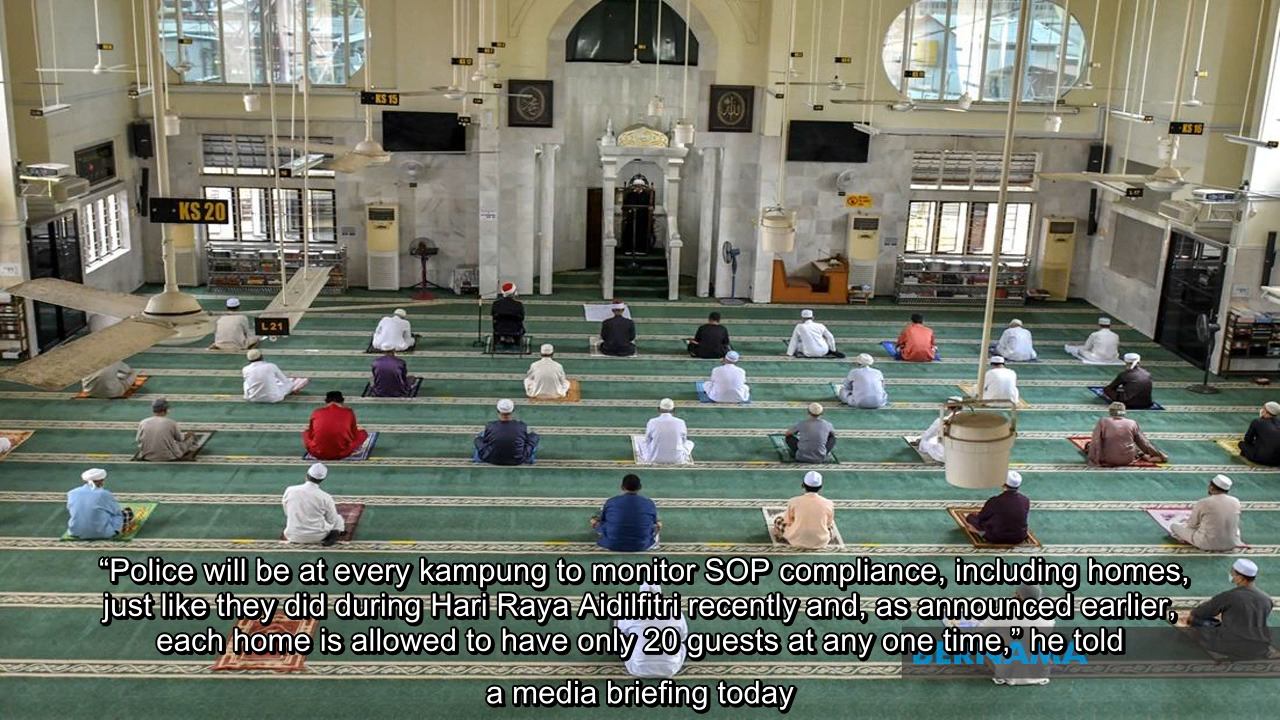 KS 15
KS 16
KS 20
L 17
L 21
“Police will be at every kampung to monitor SOP compliance, including homes,
just like they did during Hari Raya Aidilfitri recently and, as announced earlier,
each home is allowed to have only 20 guests at any one time,” he told
BERNAMA
a media briefing today